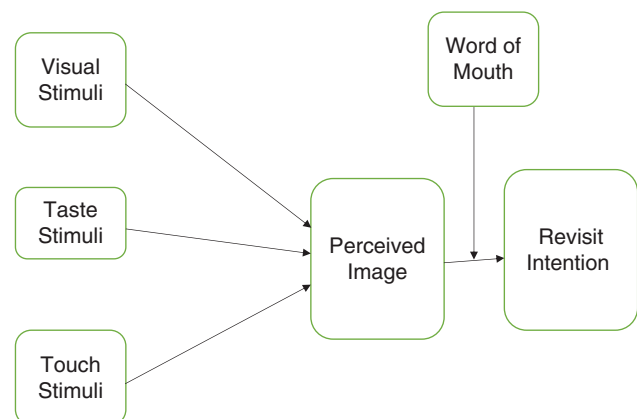 Visual
Stimuli
Word of
Mouth
Taste
Stimuli
Perceived
Image
Revisit
Intention
Touch
Stimuli